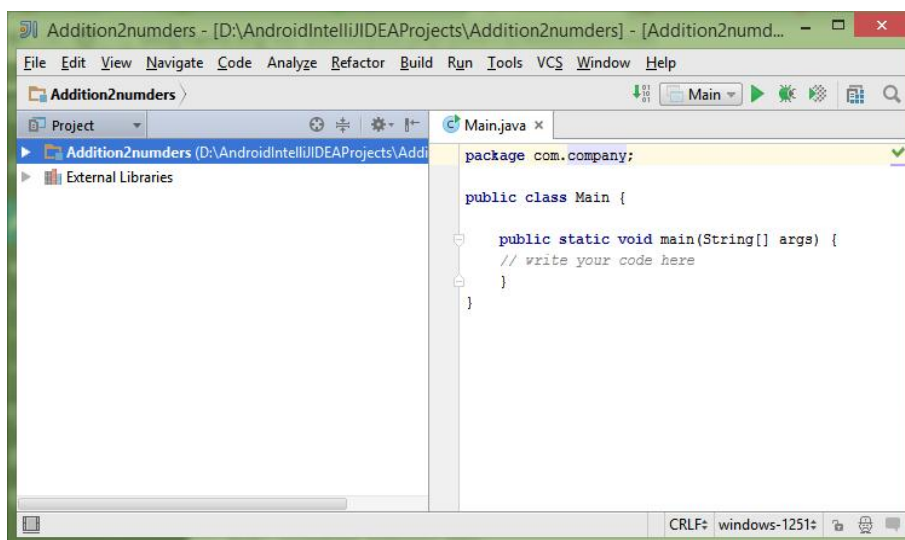 Addition2numders - [D:\AndroidIntelliJIDEAProjects\Addition2numders] - [Addition2numd...
File Edit View Navigate Code Analyze Refactor Build Run Tools VCS Window Help
Addition2numders
Main
Project
Main.java
Addition2numders (D:\AndroidIntelliJIDEAProjects\Addi
External Libraries
package com.company;
public class Main {
public static void main(String[] args) {
// write your code here
}
}
CRLF windows-1251